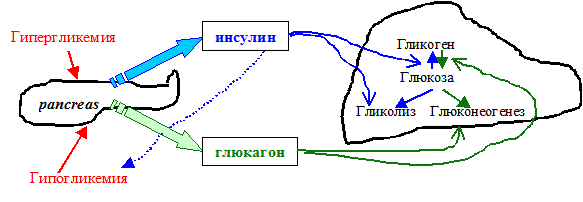 Гипергликемия
инсулин
Гликоген
Глюкоза
pancreas
Гликолиз
Глюконеогенез
глюкагон
Гипогликемия